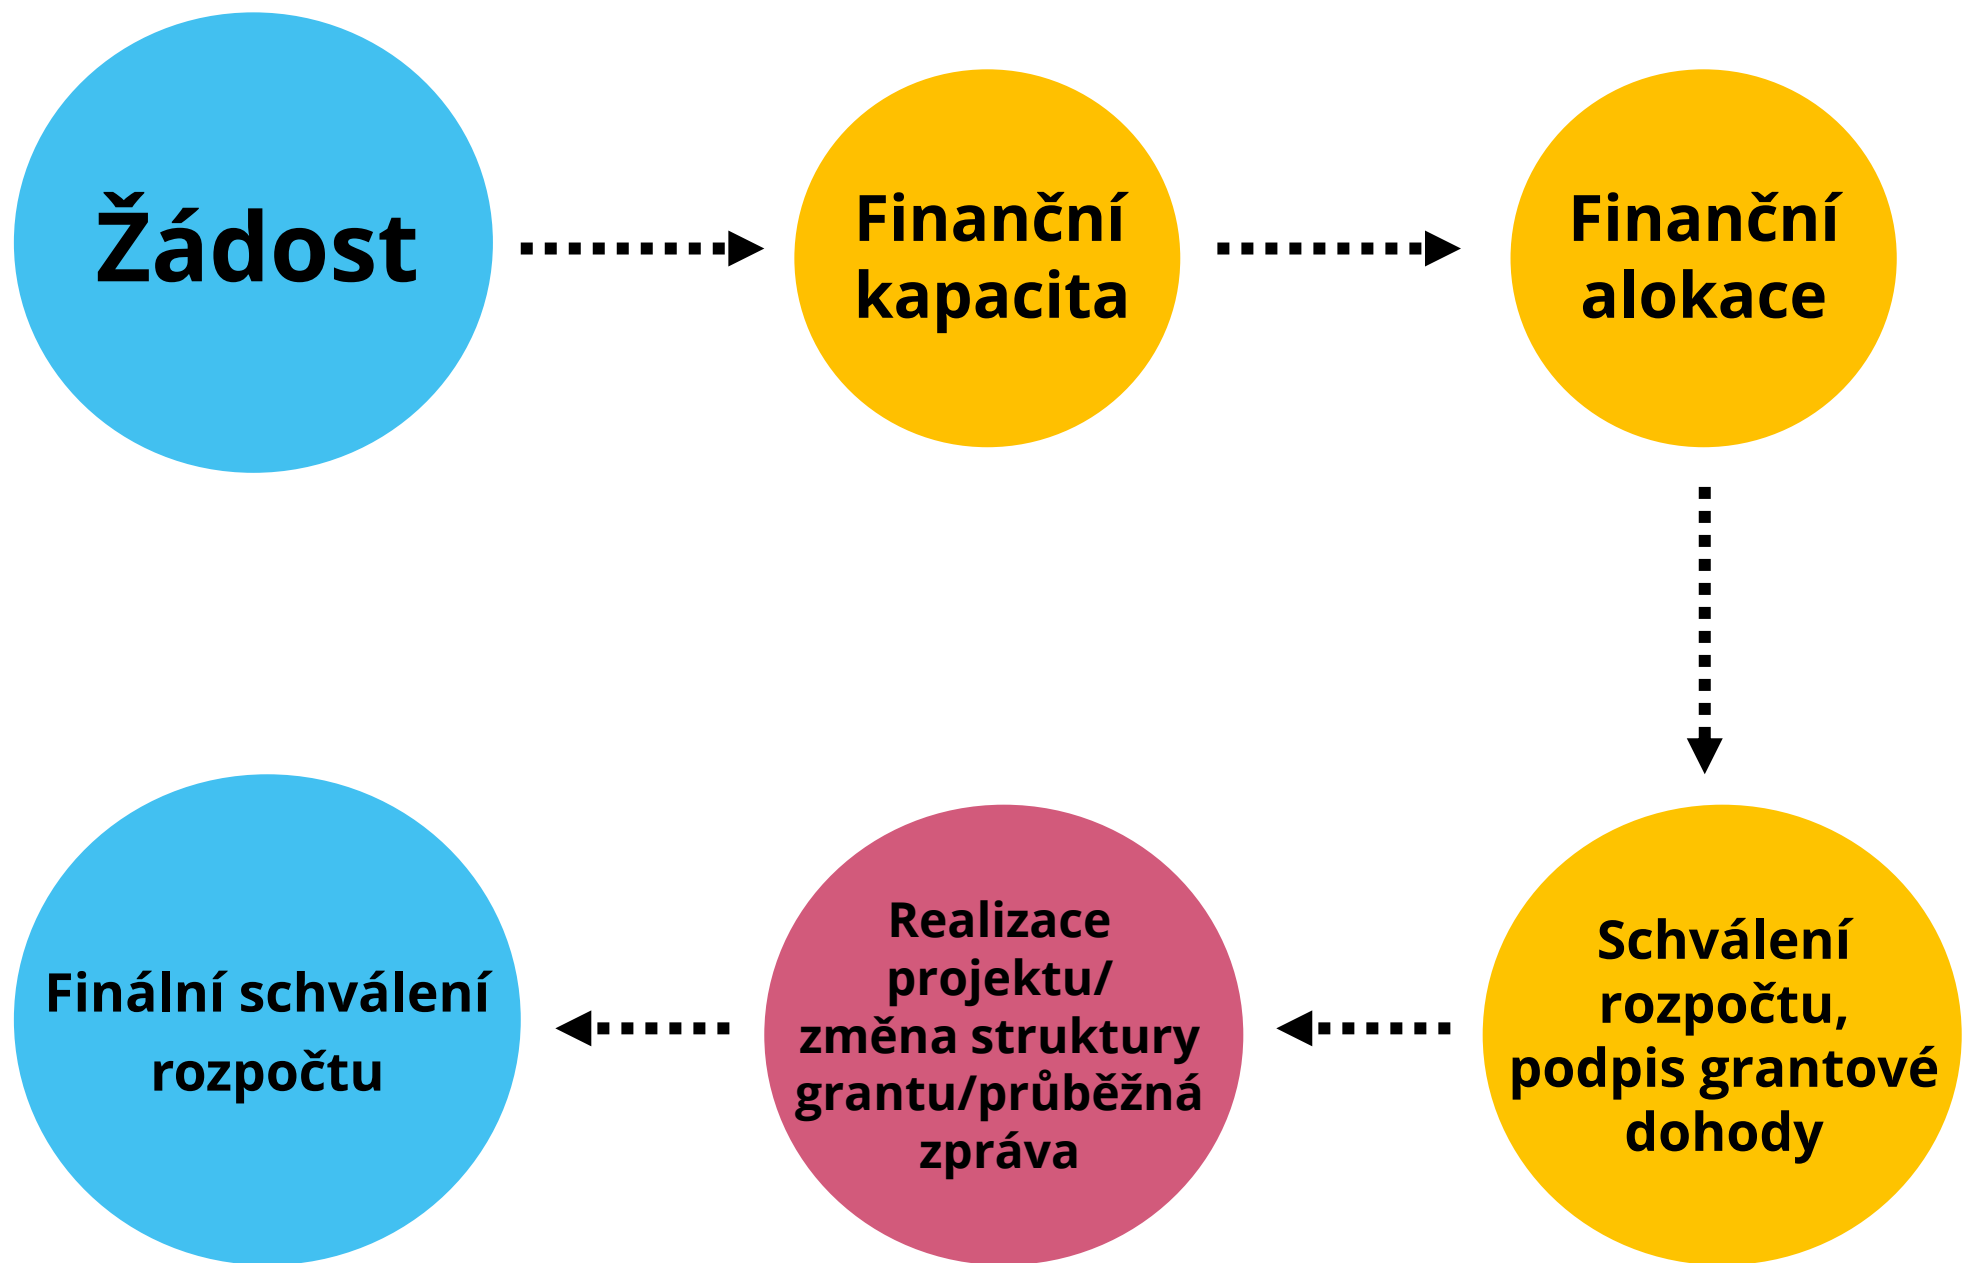 Žádost
Finanční
kapacita
Finanční
alokace
Schválení
rozpočtu,
podpis grantové
dohody
Realizace
projektu/
změna struktury
grantu/průběžná
zpráva
Finální schválení
rozpočtu